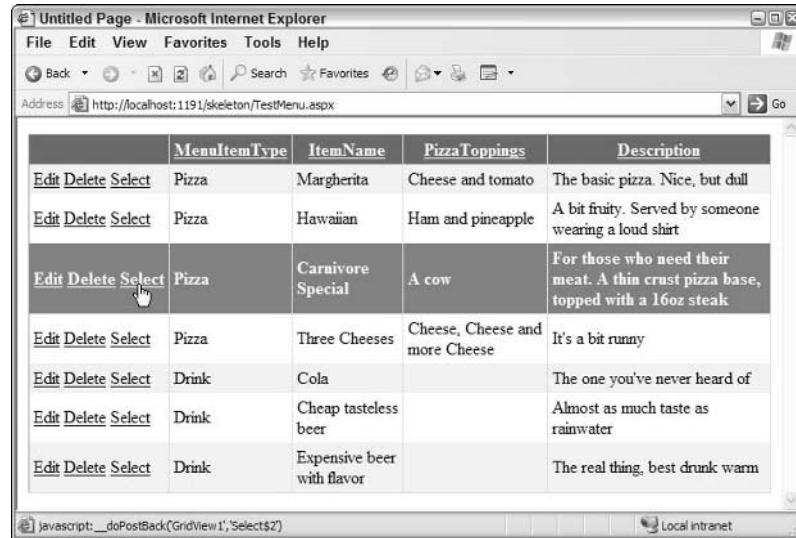 Untitled Page - Microsoft Internet Explorer
File Edit View Favorites Tools Help
Back Search Favorites
Address http://localhost:1191/skeleton/TestMenu.aspx Go
MenuItemType ItemName PizzaToppings Description
Edit Delete Select Pizza Margherita Cheese and tomato The basic pizza. Nice, but dull
Edit Delete Select Pizza Hawaiian Ham and pineapple A bit fruity. Served by someone
wearing a loud shirt
Edit Delete Select Pizza Carnivore
Special A cow For those who need their
meat. A thin crust pizza base,
topped with a 16oz steak
Edit Delete Select Pizza Three Cheeses Cheese, Cheese and
more Cheese It's a bit runny
Edit Delete Select Drink Cola The one you've never heard of
Edit Delete Select Drink Cheap tasteless
beer Almost as much taste as
rainwater
Edit Delete Select Drink Expensive beer
with flavor The real thing, best drunk warm
javascript:__doPostBack('GridView1','Select$2') Local intranet